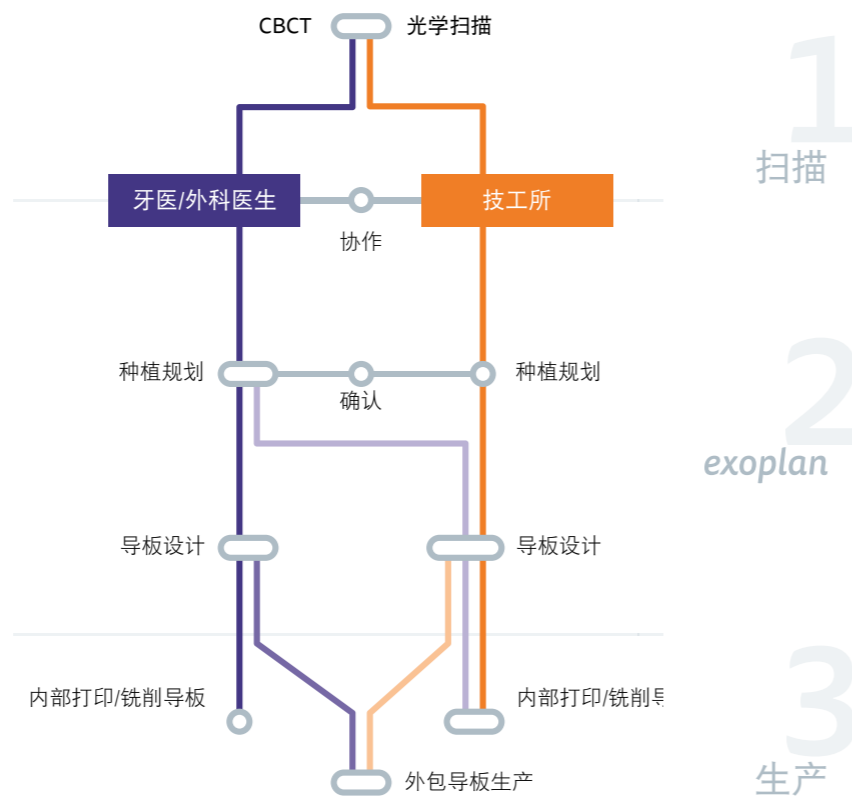 CBCT 光学扫描
1
扫描
牙医/外科医生 技工所
协作
种植规划 种植规划
确认
2
exoplan
导板设计 导板设计
内部打印/铣削导板 内部打印/铣削导
3
生产
外包导板生产